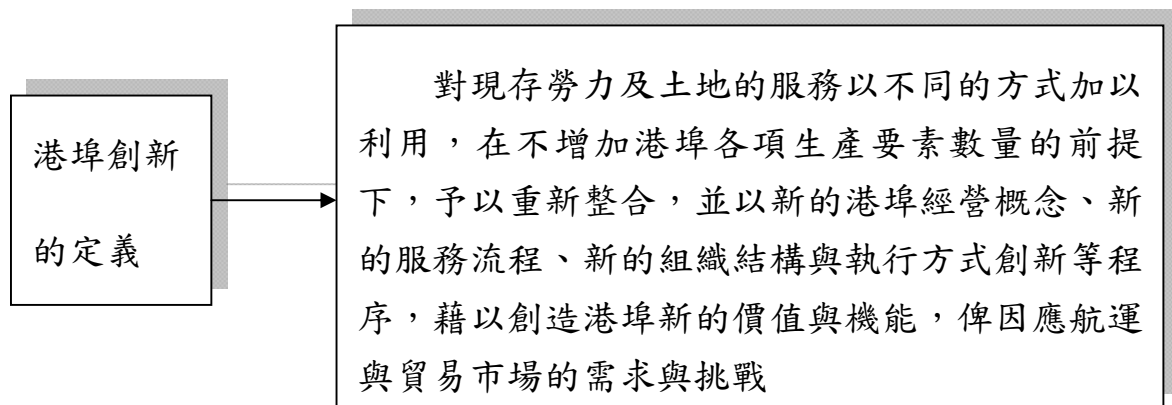 港埠創新
的定義
對現存勞力及土地的服務以不同的方式加以
利用，在不增加港埠各項生產要素數量的前提
下，予以重新整合，並以新的港埠經營概念、新
的服務流程、新的組織結構與執行方式創新等程
序，藉以創造港埠新的價值與機能，俾因應航運
與貿易市場的需求與挑戰